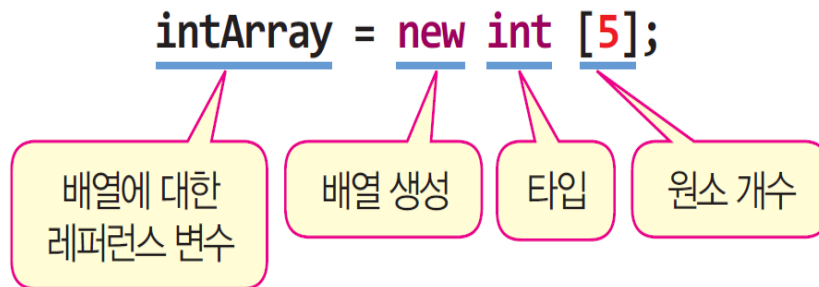 intArray = new int [5];
배열에 대한
레퍼런스 변수
배열 생성
타입
원소 개수